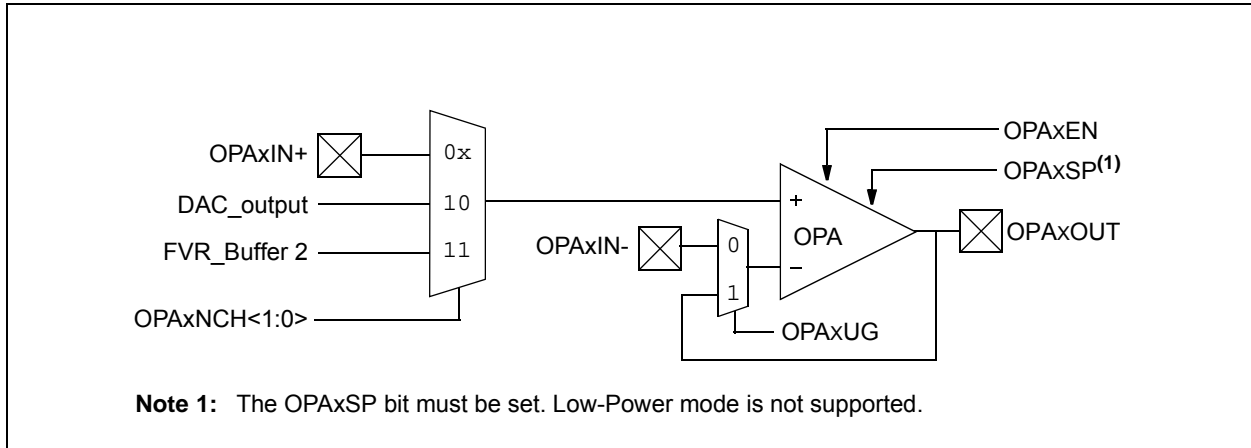 OPAxIN+
0x
DAC_output
10
FVR_Buffer 2
11
OPAxNCH<1:0>
OPAxEN
OPAxSP(1)
+
OPA
OPAxOUT
OPAxIN-
0
−
1
OPAxUG
Note 1: The OPAxSP bit must be set. Low-Power mode is not supported.